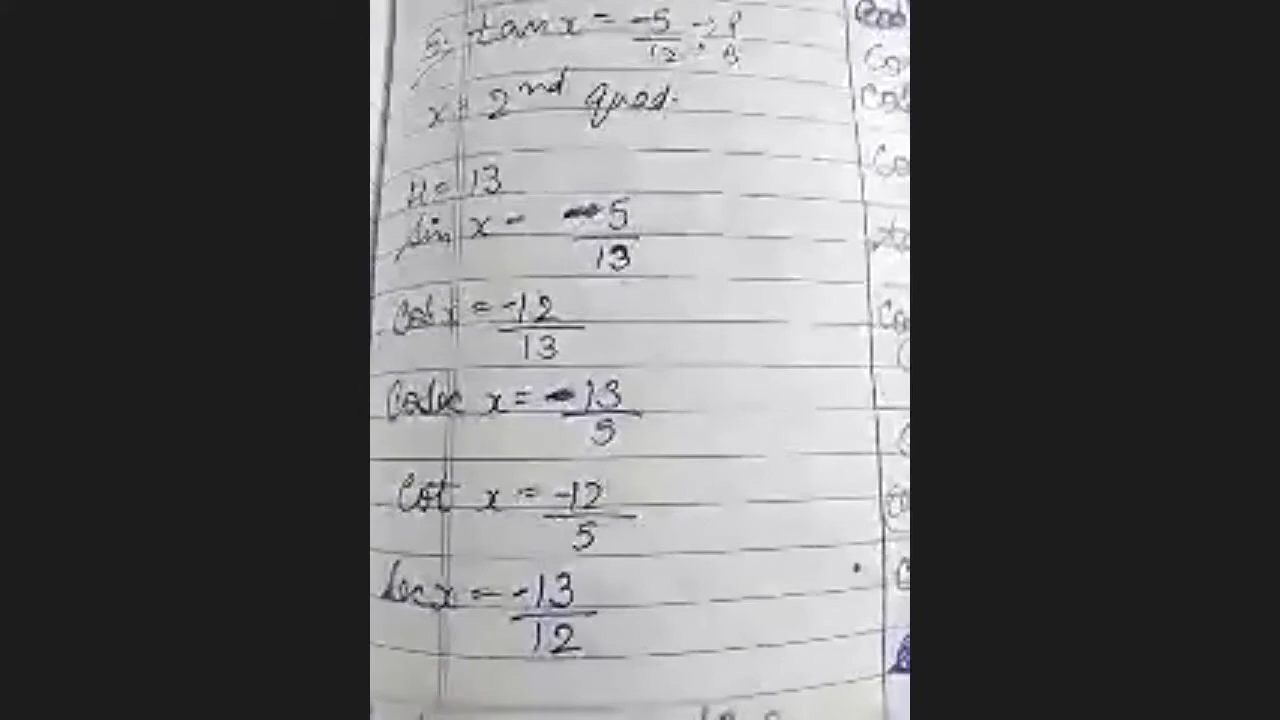 5. tan x = -5/12 → P/B
x = 2nd quad.
H = 13
sin x = 5/13
Cos x = -12/13
Cosec x = 13/5
Cot x = -12/5
Sec x = -13/12